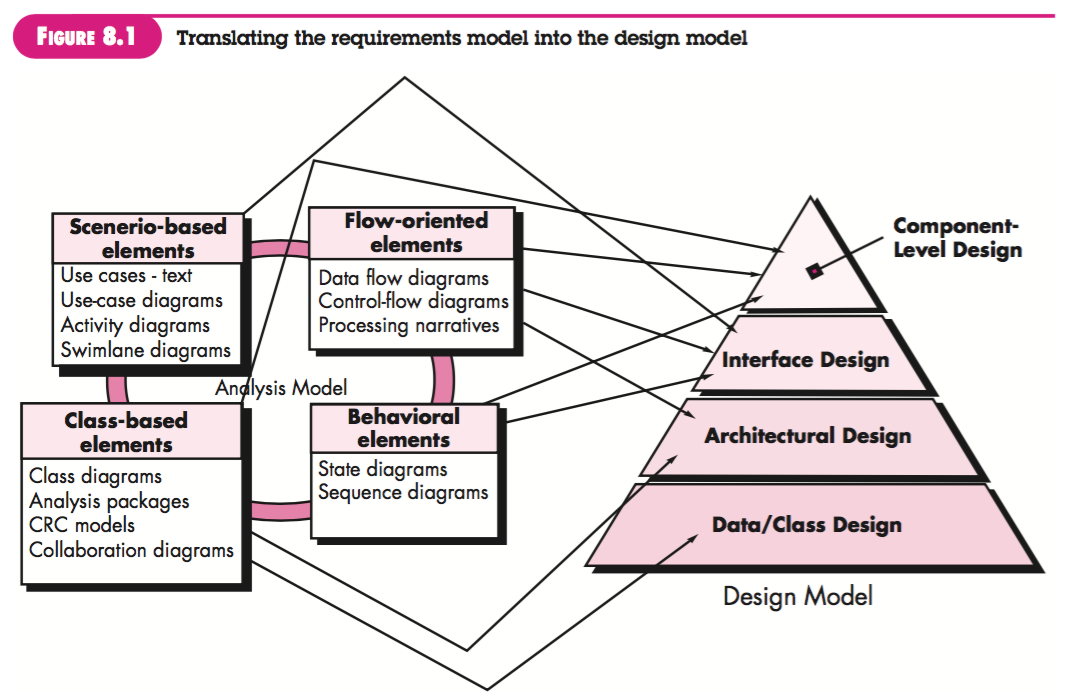 FIGURE 8.1
Translating the requirements model into the design model
Scenerio-based
elements
Use cases - text
Use-case diagrams
Activity diagrams
Swimlane diagrams
Flow-oriented
elements
Data flow diagrams
Control-flow diagrams
Processing narratives
Analysis Model
Class-based
elements
Class diagrams
Analysis packages
CRC models
Collaboration diagrams
Behavioral
elements
State diagrams
Sequence diagrams
Component-
Level Design
Interface Design
Architectural Design
Data/Class Design
Design Model